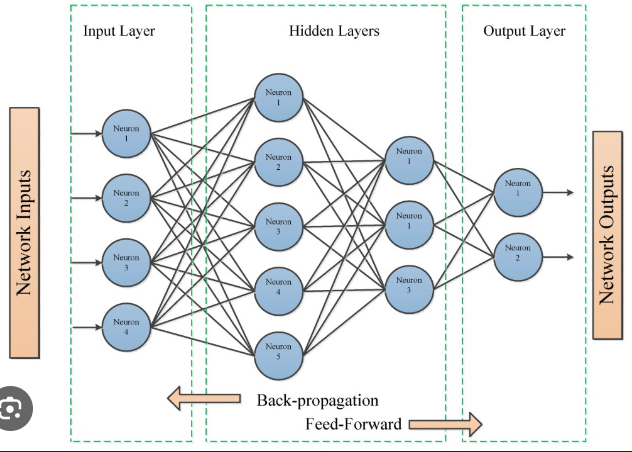 Input Layer
Hidden Layers
Output Layer
Network Inputs
Neuron
1
Neuron
2
Neuron
3
Neuron
4
Neuron
1
Neuron
2
Neuron
3
Neuron
4
Neuron
5
Neuron
1
Neuron
1
Neuron
3
Neuron
1
Neuron
2
Network Outputs
Back-propagation
Feed-Forward